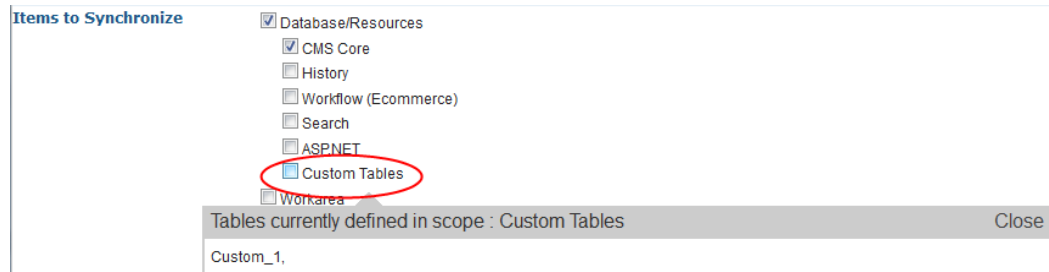 Items to Synchronize
Database/Resources
CMS Core
History
Workflow (Ecommerce)
Search
ASP.NET
Custom Tables
Workarea
Tables currently defined in scope : Custom Tables Close
Custom_1,